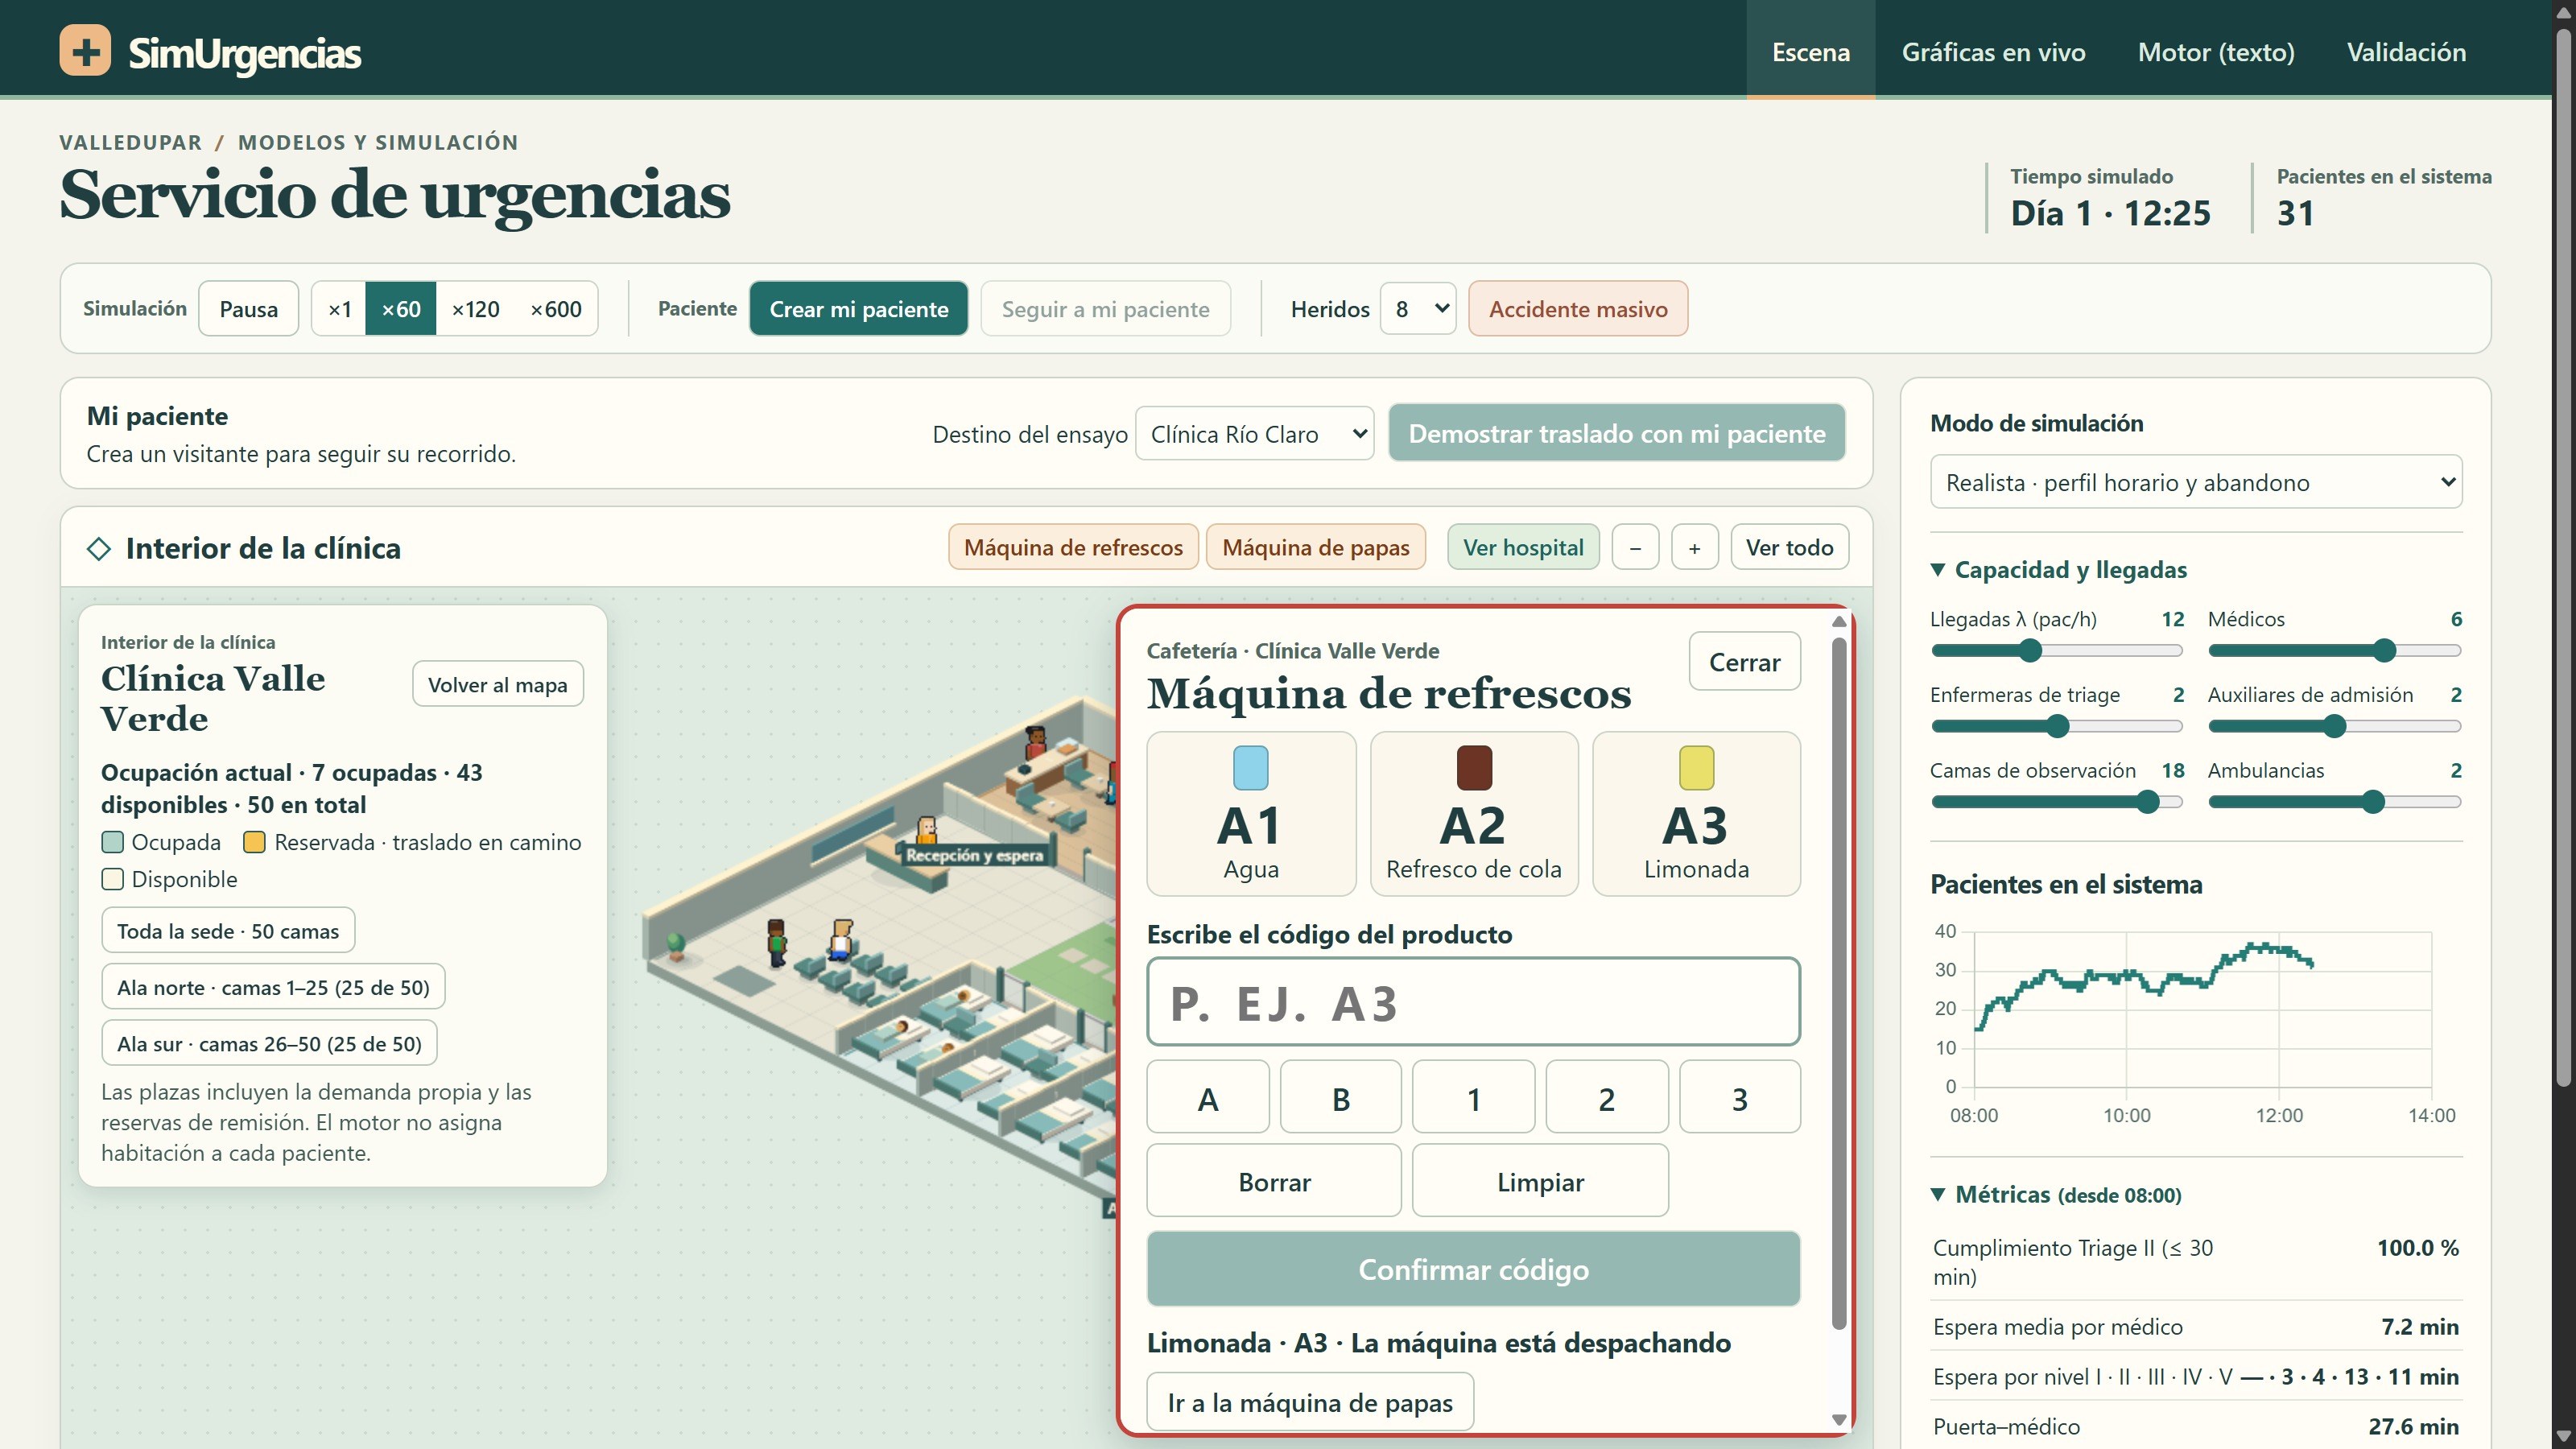 SimUrgencias
Escena
Gráficas en vivo
Motor (texto)
Validación
VALLEDUPAR / MODELOS Y SIMULACIÓN
Servicio de urgencias
Tiempo simulado
Día 1 · 12:25
Pacientes en el sistema
31
Simulación
Pausa
×1
×60
×120
×600
Paciente
Crear mi paciente
Seguir a mi paciente
Heridos
8
Accidente masivo
Mi paciente
Crea un visitante para seguir su recorrido.
Destino del ensayo
Clínica Río Claro
Demostrar traslado con mi paciente
Interior de la clínica
Máquina de refrescos
Máquina de papas
Ver hospital
−
+
Ver todo
Interior de la clínica
Clínica Valle
Verde
Volver al mapa
Ocupación actual · 7 ocupadas · 43
disponibles · 50 en total
Ocupada
Reservada · traslado en camino
Disponible
Toda la sede · 50 camas
Ala norte · camas 1–25 (25 de 50)
Ala sur · camas 26–50 (25 de 50)
Las plazas incluyen la demanda propia y las
reservas de remisión. El motor no asigna
habitación a cada paciente.
Recepción y espera
Cafetería · Clínica Valle Verde
Máquina de refrescos
Cerrar
A1
Agua
A2
Refresco de cola
A3
Limonada
Escribe el código del producto
P. EJ. A3
A
B
1
2
3
Borrar
Limpiar
Confirmar código
Limonada · A3 · La máquina está despachando
Ir a la máquina de papas
Modo de simulación
Realista · perfil horario y abandono
Capacidad y llegadas
Llegadas λ (pac/h) 12
Médicos 6
Enfermeras de triage 2
Auxiliares de admisión 2
Camas de observación 18
Ambulancias 2
Pacientes en el sistema
40
30
20
10
0
08:00
10:00
12:00
14:00
Métricas (desde 08:00)
Cumplimiento Triage II (≤ 30
min)
100.0 %
Espera media por médico 7.2 min
Espera por nivel I · II · III · IV · V — · 3 · 4 · 13 · 11 min
Puerta–médico 27.6 min